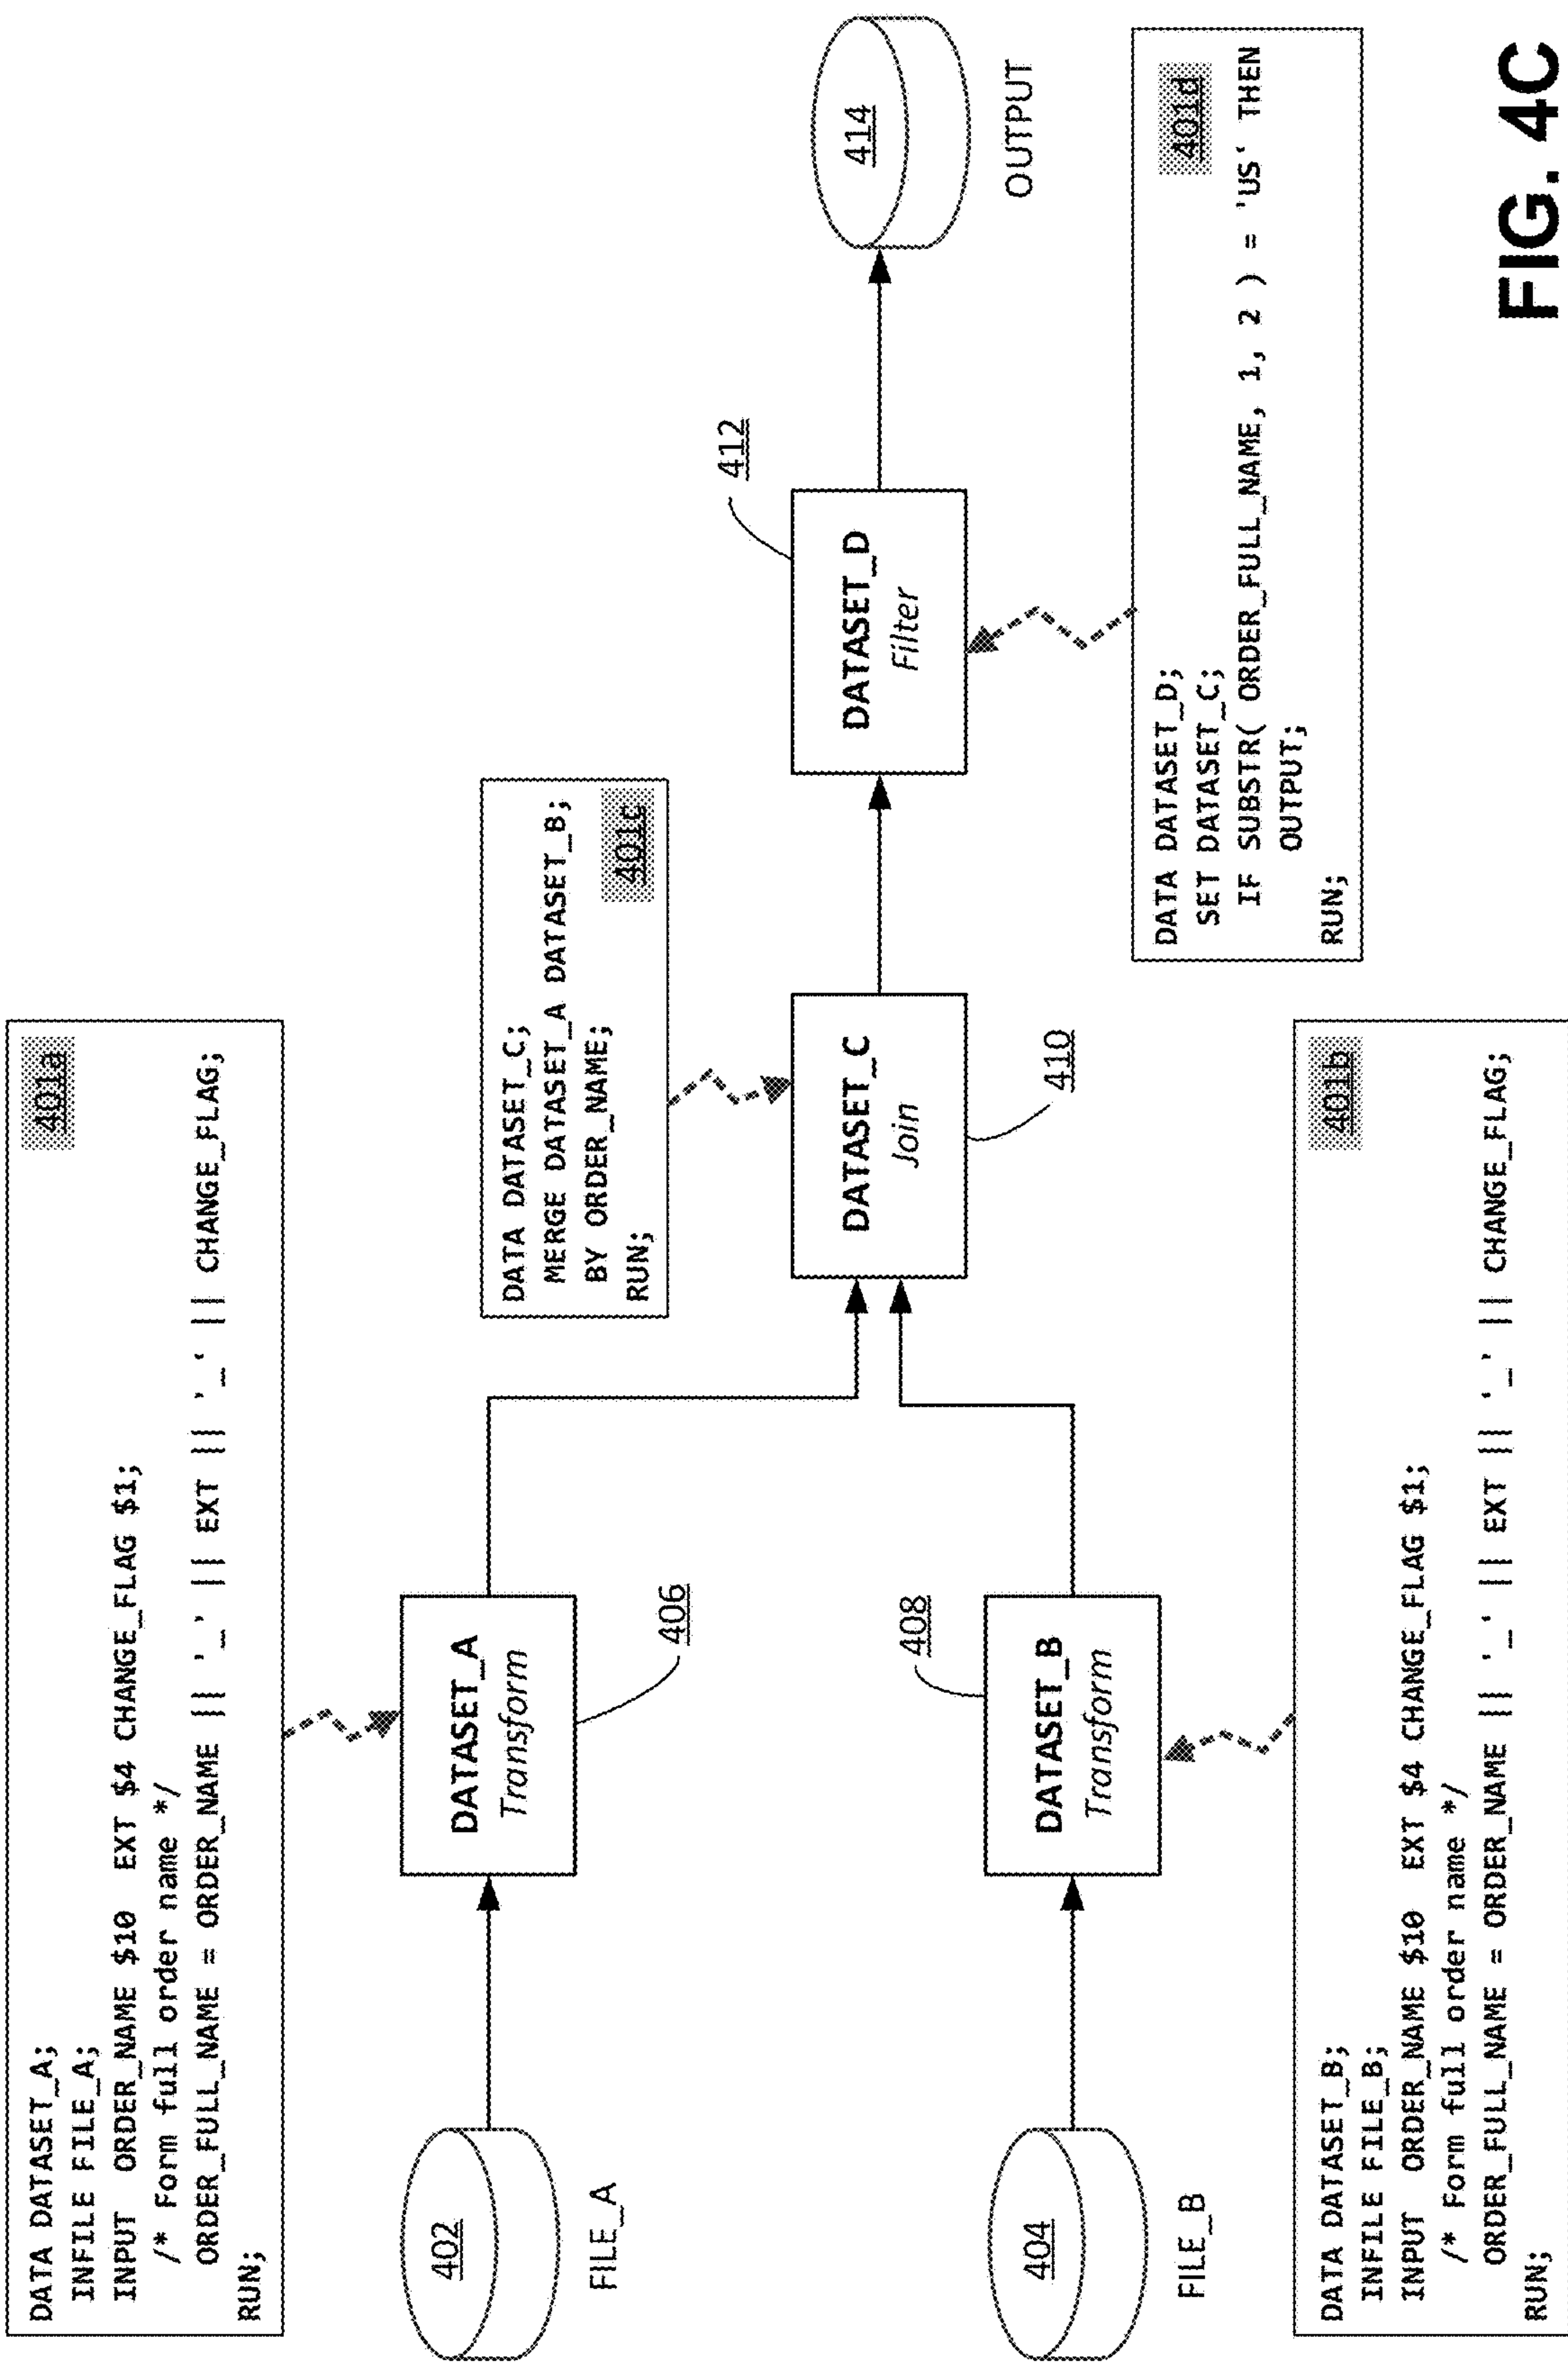 401a
DATA DATASET_A;
INFILE FILE_A;
INPUT ORDER_NAME $10 EXT $4 CHANGE_FLAG $1;
/* Form full order name */
ORDER_FULL_NAME = ORDER_NAME || '_' || EXT || '_' || CHANGE_FLAG;
RUN;
402
FILE_A
DATASET_A
Transform
406
DATA DATASET_C;
MERGE DATASET_A DATASET_B;
BY ORDER_NAME;
RUN;
401c
DATASET_C
Join
410
412
DATASET_D
Filter
414
OUTPUT
404
FILE_B
408
DATASET_B
Transform
401d
DATA DATASET_D;
SET DATASET_C;
IF SUBSTR( ORDER_FULL_NAME, 1, 2 ) = 'US' THEN
OUTPUT;
RUN;
401b
DATA DATASET_B;
INFILE FILE_B;
INPUT ORDER_NAME $10 EXT $4 CHANGE_FLAG $1;
/* Form full order name */
ORDER_FULL_NAME = ORDER_NAME || '_' || EXT || '_' || CHANGE_FLAG;
RUN;
FIG. 4C